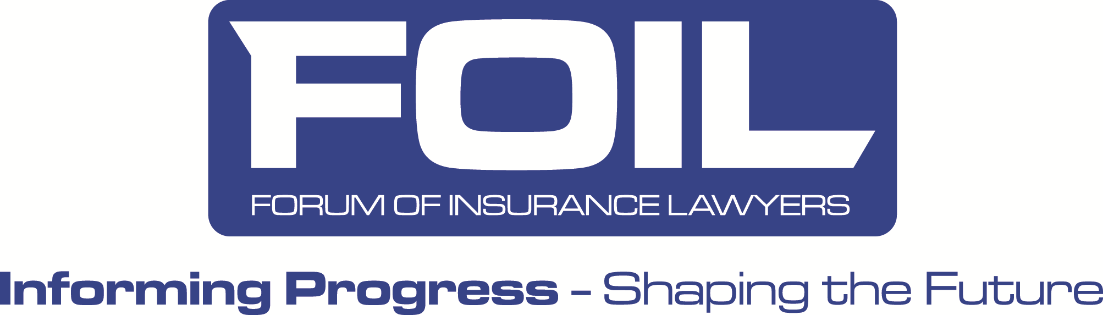 FOIL
FORUM OF INSURANCE LAWYERS
Informing Progress - Shaping the Future